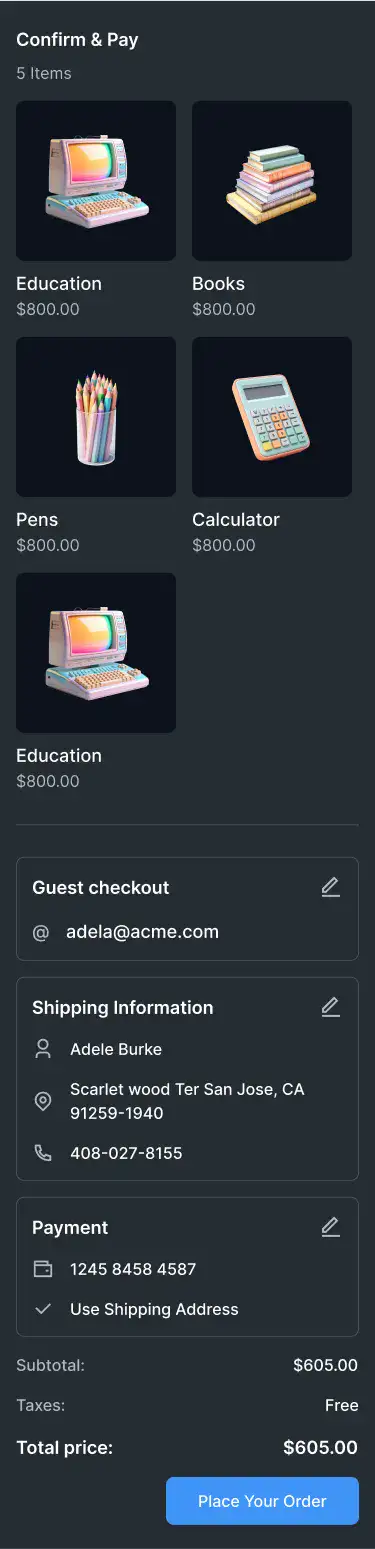 Confirm & Pay
5 Items
Education
$800.00
Books
$800.00
Pens
$800.00
Calculator
$800.00
Education
$800.00
Guest checkout
@ adela@acme.com
Shipping Information
Adele Burke
Scarlet wood Ter San Jose, CA
91259-1940
408-027-8155
Payment
1245 8458 4587
Use Shipping Address
Subtotal: $605.00
Taxes: Free
Total price: $605.00
Place Your Order